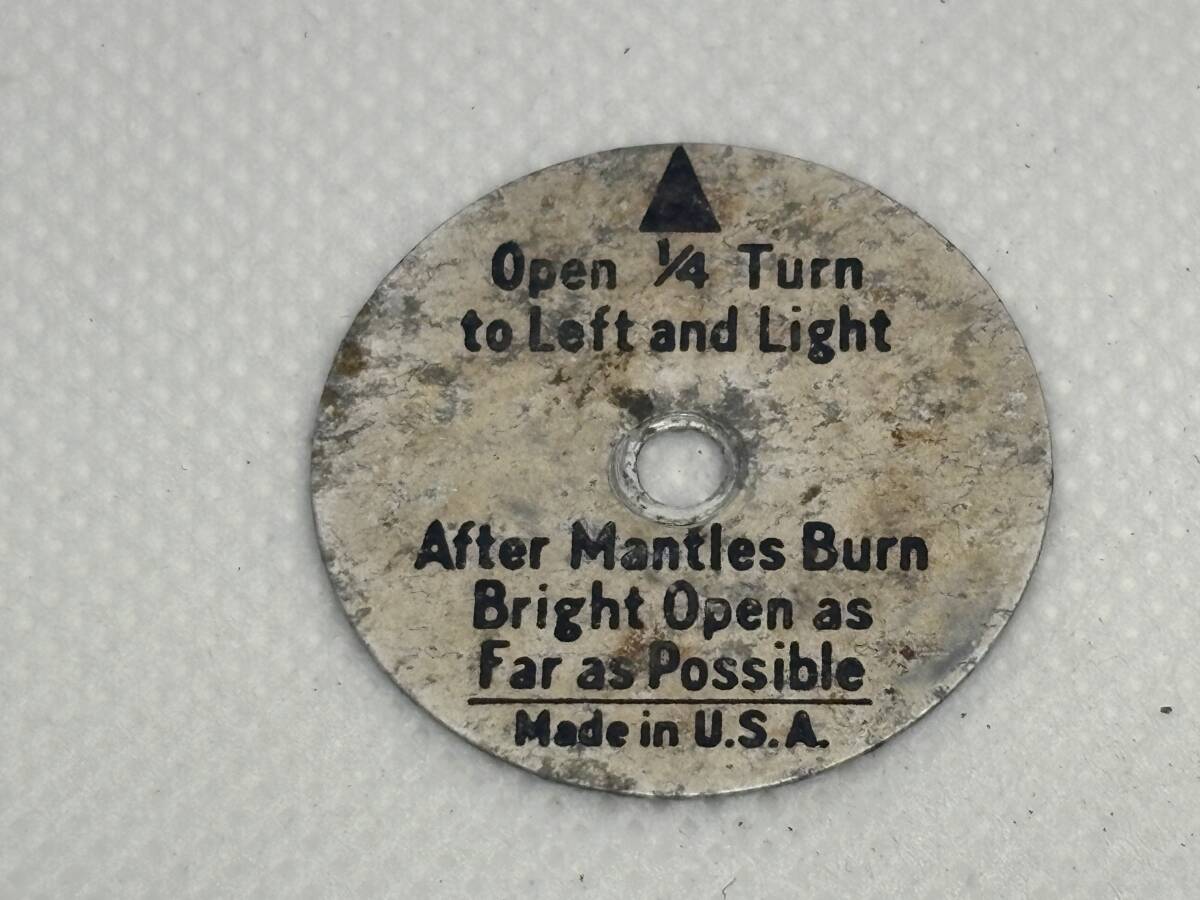 Open ¼ Turn
to Left and Light
After Mantles Burn
Bright Open as
Far as Possible
Made in U.S.A.